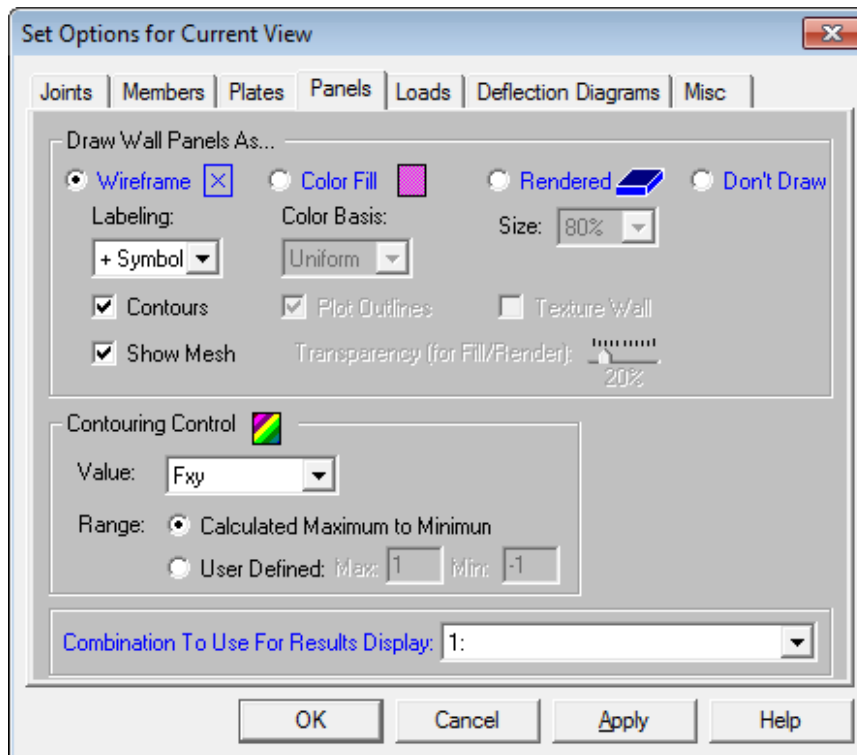 Set Options for Current View
Joints Members Plates Panels Loads Deflection Diagrams Misc
Draw Wall Panels As...
Wireframe Color Fill Rendered Don't Draw
Labeling: Color Basis: Size: 80%
+ Symbol Uniform
Contours Plot Outlines Texture Wall
Show Mesh Transparency (for Fill/Render):
20%
Contouring Control
Value: Fxy
Range: Calculated Maximum to Minimun
User Defined: Max: 1 Min: -1
Combination To Use For Results Display: 1:
OK Cancel Apply Help